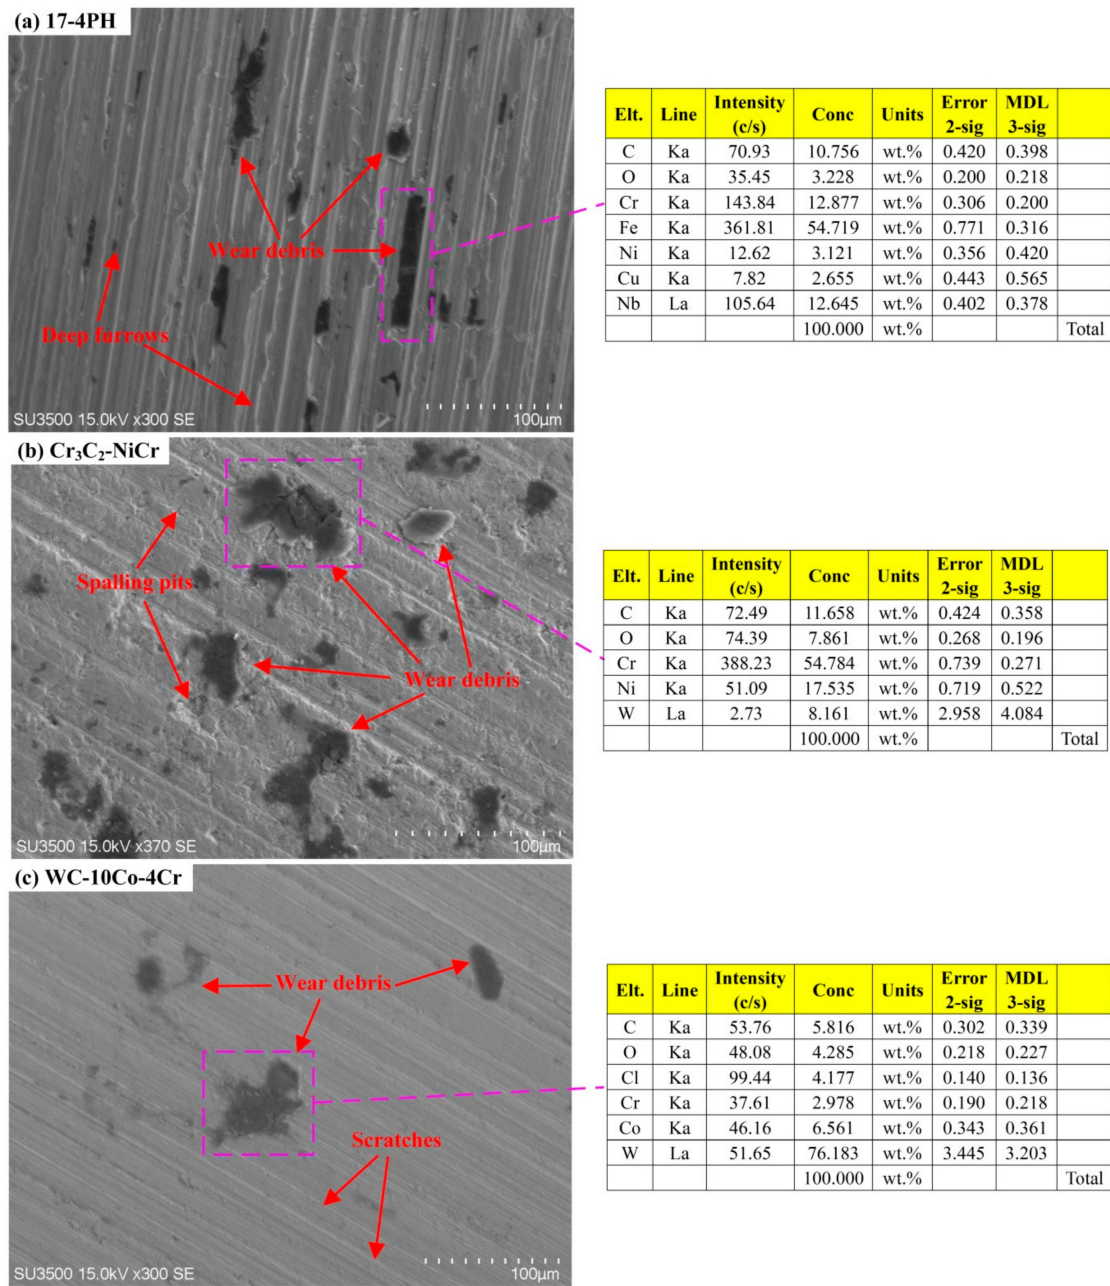 (a) 17-4PH
Wear debris
Deep furrows
SU3500 15.0kV x300 SE
100μm
Elt. Line Intensity (c/s) Conc Units Error 2-sig MDL 3-sig
C Ka 70.93 10.756 wt.% 0.420 0.398
O Ka 35.45 3.228 wt.% 0.200 0.218
Cr Ka 143.84 12.877 wt.% 0.306 0.200
Fe Ka 361.81 54.719 wt.% 0.771 0.316
Ni Ka 12.62 3.121 wt.% 0.356 0.420
Cu Ka 7.82 2.655 wt.% 0.443 0.565
Nb La 105.64 12.645 wt.% 0.402 0.378
100.000 wt.% Total
(b) Cr₃C₂-NiCr
Spalling pits
Wear debris
SU3500 15.0kV x370 SE
100μm
Elt. Line Intensity (c/s) Conc Units Error 2-sig MDL 3-sig
C Ka 72.49 11.658 wt.% 0.424 0.358
O Ka 74.39 7.861 wt.% 0.268 0.196
Cr Ka 388.23 54.784 wt.% 0.739 0.271
Ni Ka 51.09 17.535 wt.% 0.719 0.522
W La 2.73 8.161 wt.% 2.958 4.084
100.000 wt.% Total
(c) WC-10Co-4Cr
Wear debris
Scratches
SU3500 15.0kV x300 SE
100μm
Elt. Line Intensity (c/s) Conc Units Error 2-sig MDL 3-sig
C Ka 53.76 5.816 wt.% 0.302 0.339
O Ka 48.08 4.285 wt.% 0.218 0.227
Cl Ka 99.44 4.177 wt.% 0.140 0.136
Cr Ka 37.61 2.978 wt.% 0.190 0.218
Co Ka 46.16 6.561 wt.% 0.343 0.361
W La 51.65 76.183 wt.% 3.445 3.203
100.000 wt.% Total